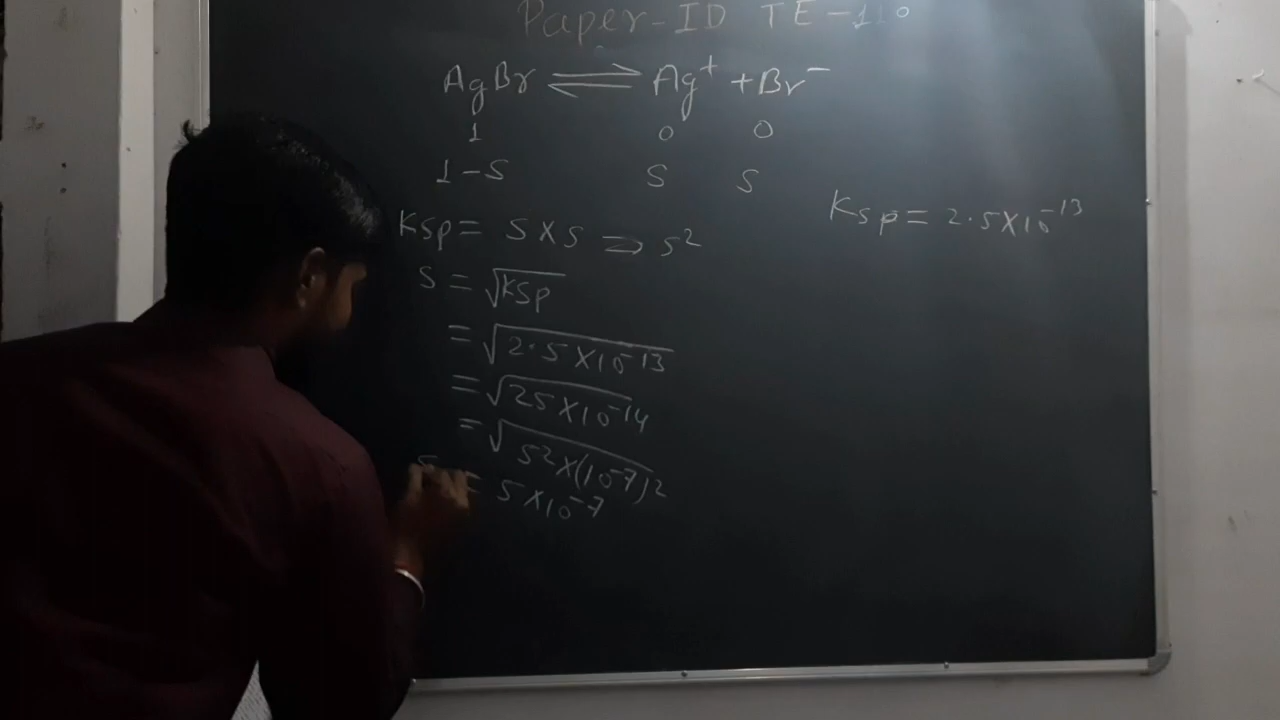 Paper-ID TE-110
AgBr ⇌ Ag⁺ + Br⁻
1 0 0
1-S S S
Ksp = 2.5×10⁻¹³
Ksp = S×S ⇒ S²
S = √Ksp
= √2.5×10⁻¹³
= √25×10⁻¹⁴
= √5²×(10⁻⁷)²
S = 5×10⁻⁷